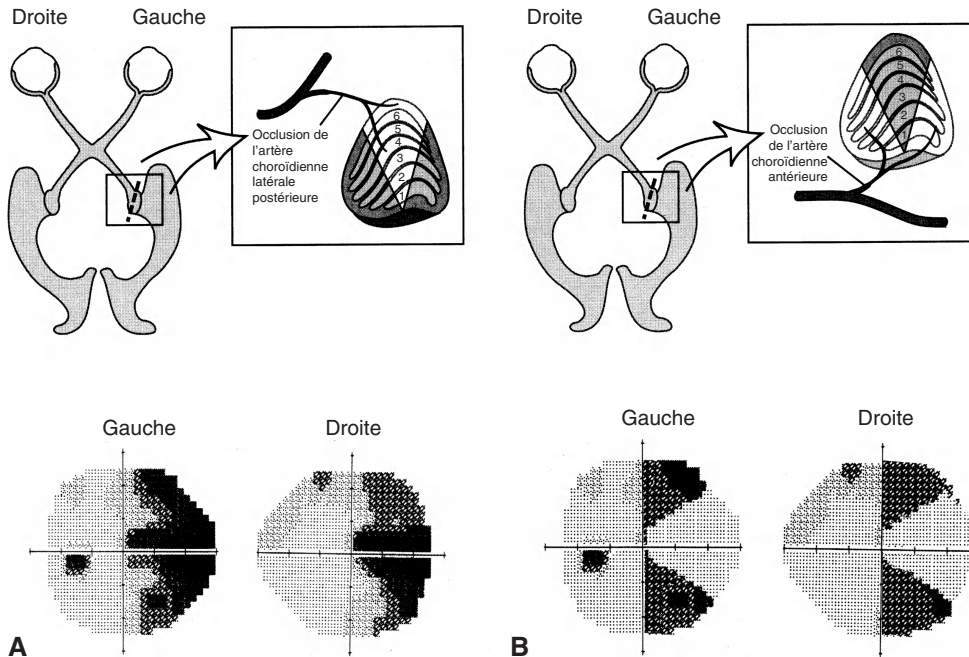 Droite Gauche
Occlusion de
l'artère
choroïdienne
latérale
postérieure
6
5
4
3
2
1
Gauche Droite
A
Droite Gauche
6
5
4
3
2
1
Occlusion
de l'artère
choroïdienne
antérieure
Gauche Droite
B